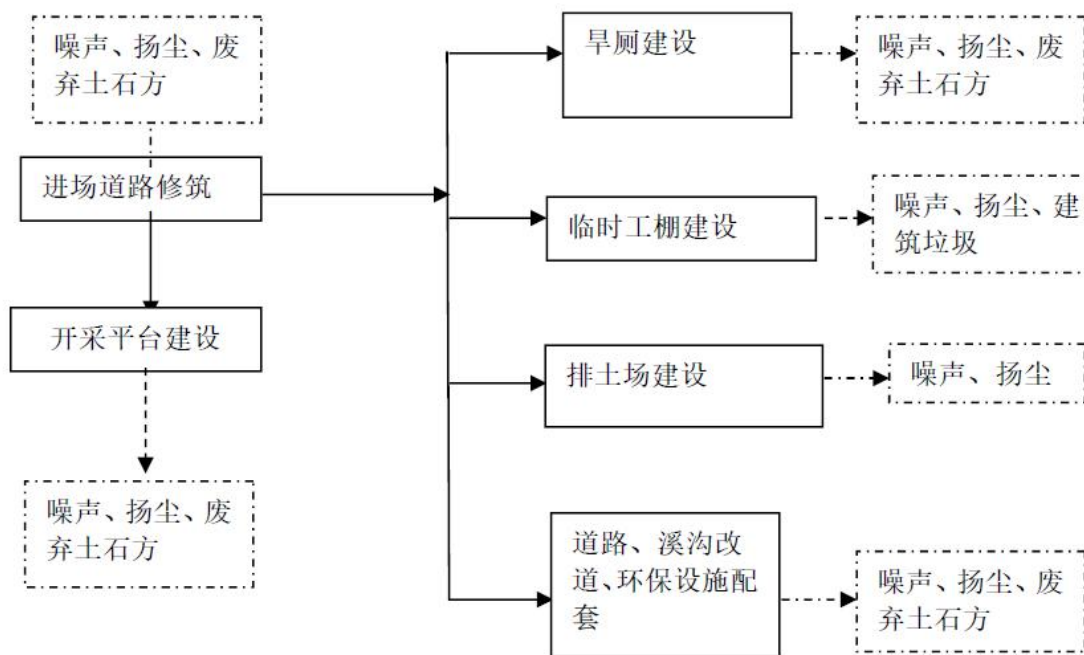 噪声、扬尘、废
弃土石方
进场道路修筑
开采平台建设
噪声、扬尘、废
弃土石方
旱厕建设
噪声、扬尘、废
弃土石方
临时工棚建设
噪声、扬尘、建
筑垃圾
排土场建设
噪声、扬尘
道路、溪沟改
道、环保设施配
套
噪声、扬尘、废
弃土石方